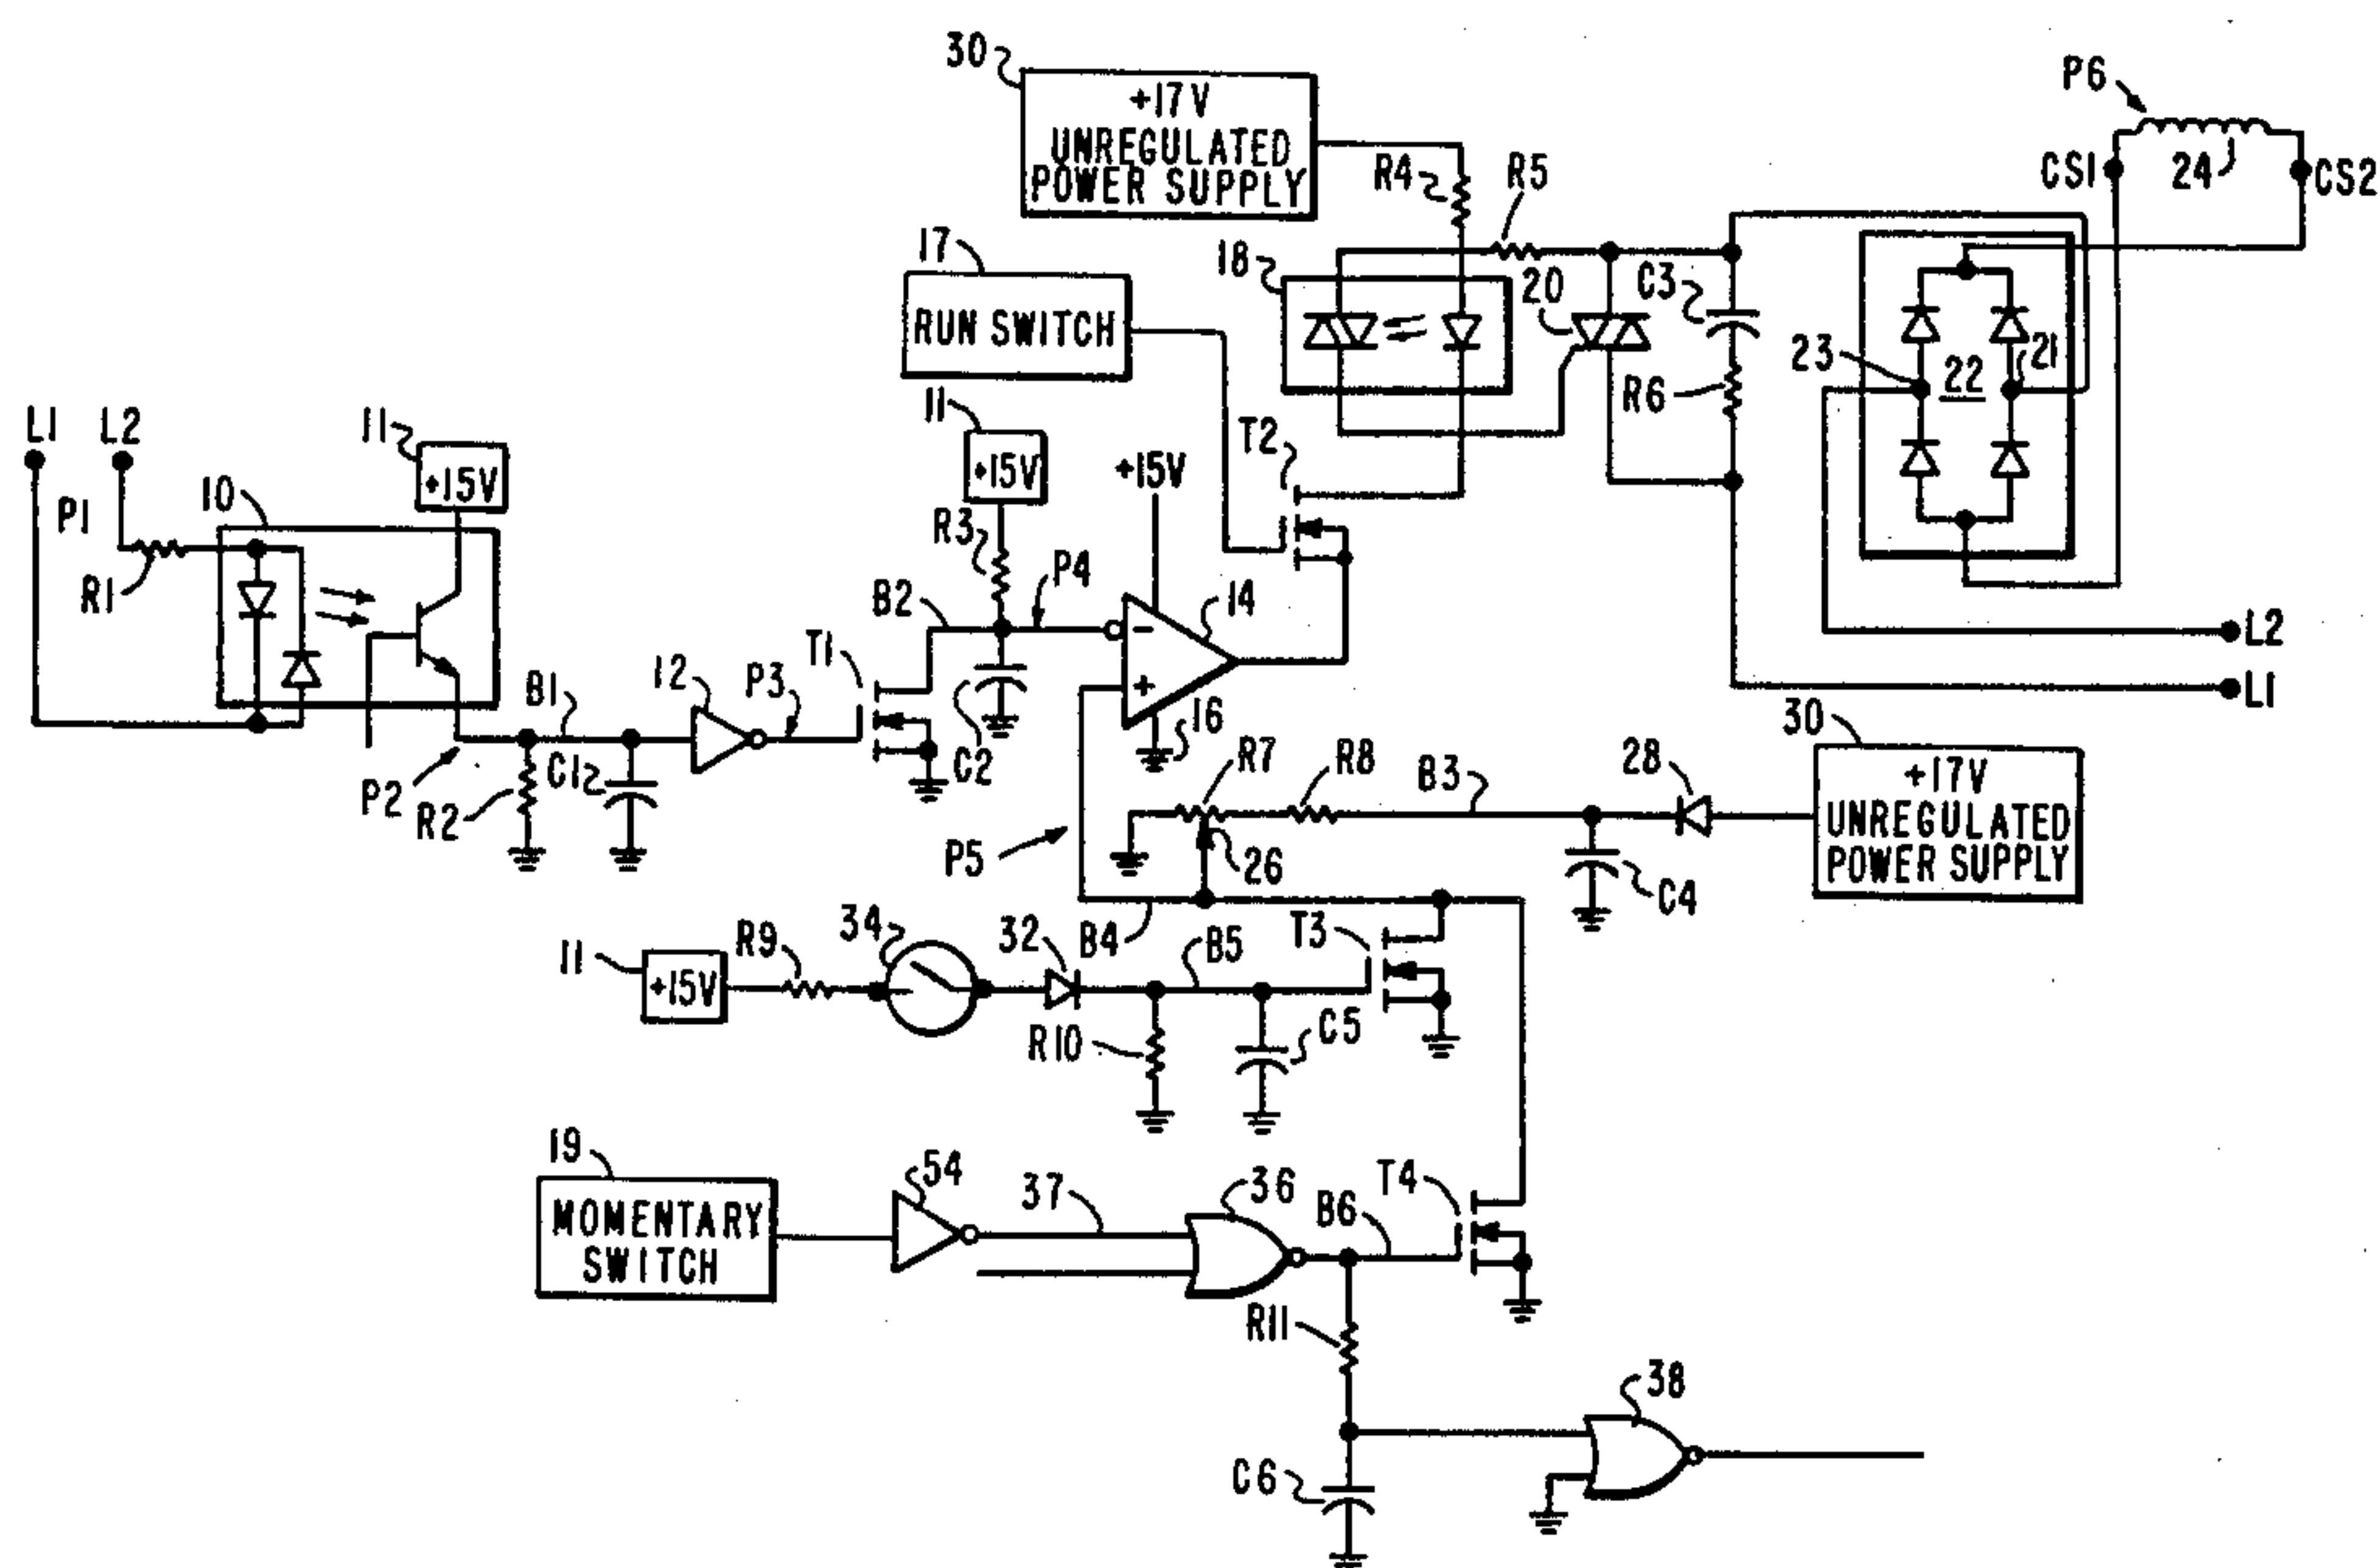 30
+17V
UNREGULATED
POWER SUPPLY
P6
CS1
24
CS2
R4
R5
17
RUN SWITCH
18
20
C3
23
22
21
R6
L1
L2
11
+15V
11
+15V
+15V
T2
P1
10
R1
R3
P4
B2
14
L2
L1
T1
B1
12
P3
16
C2
P2
R2
C1
R7
R8
B3
28
30
+17V
UNREGULATED
POWER SUPPLY
P5
26
C4
11
+15V
R9
34
32
B4
B5
T3
R10
C5
19
MOMENTARY
SWITCH
54
37
36
B6
T4
R11
38
C6